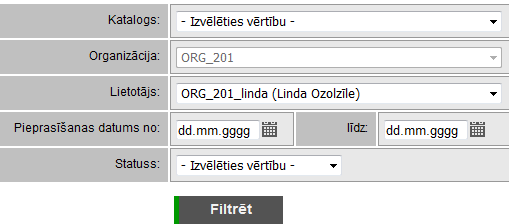 Katalogs: - Izvēlēties vērtību -
Organizācija: ORG_201
Lietotājs: ORG_201_linda (Linda Ozolzīle)
Pieprasīšanas datums no: dd.mm.gggg līdz: dd.mm.gggg
Statuss: - Izvēlēties vērtību -
Filtrēt